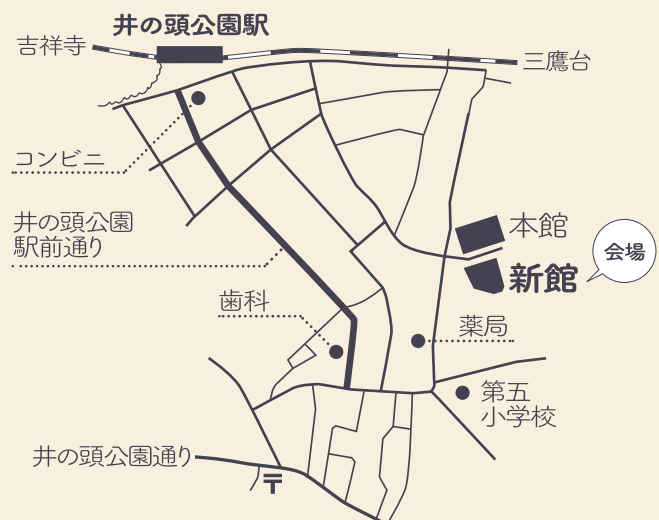 井の頭公園駅
吉祥寺
三鷹台
コンビニ
井の頭公園
駅前通り
本館
会場
新館
歯科
薬局
第五
小学校
井の頭公園通り
〒